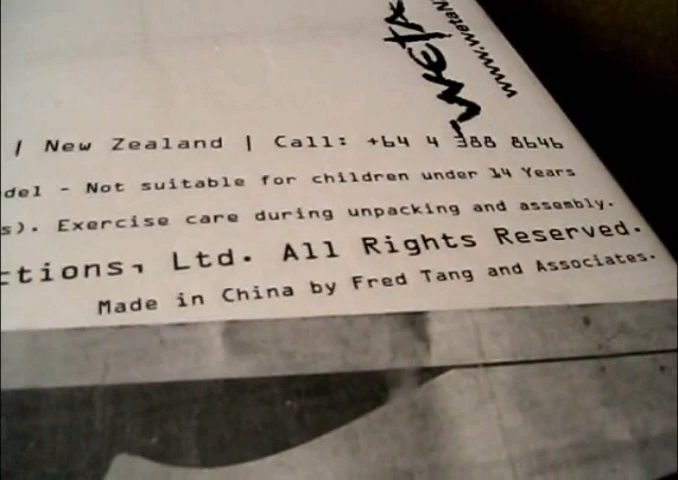 WETA
www.wetaN
/ New Zealand | Call: +64 4 388 8646
del - Not suitable for children under 14 Years
s). Exercise care during unpacking and assembly.
ctions, Ltd. All Rights Reserved.
Made in China by Fred Tang and Associates.